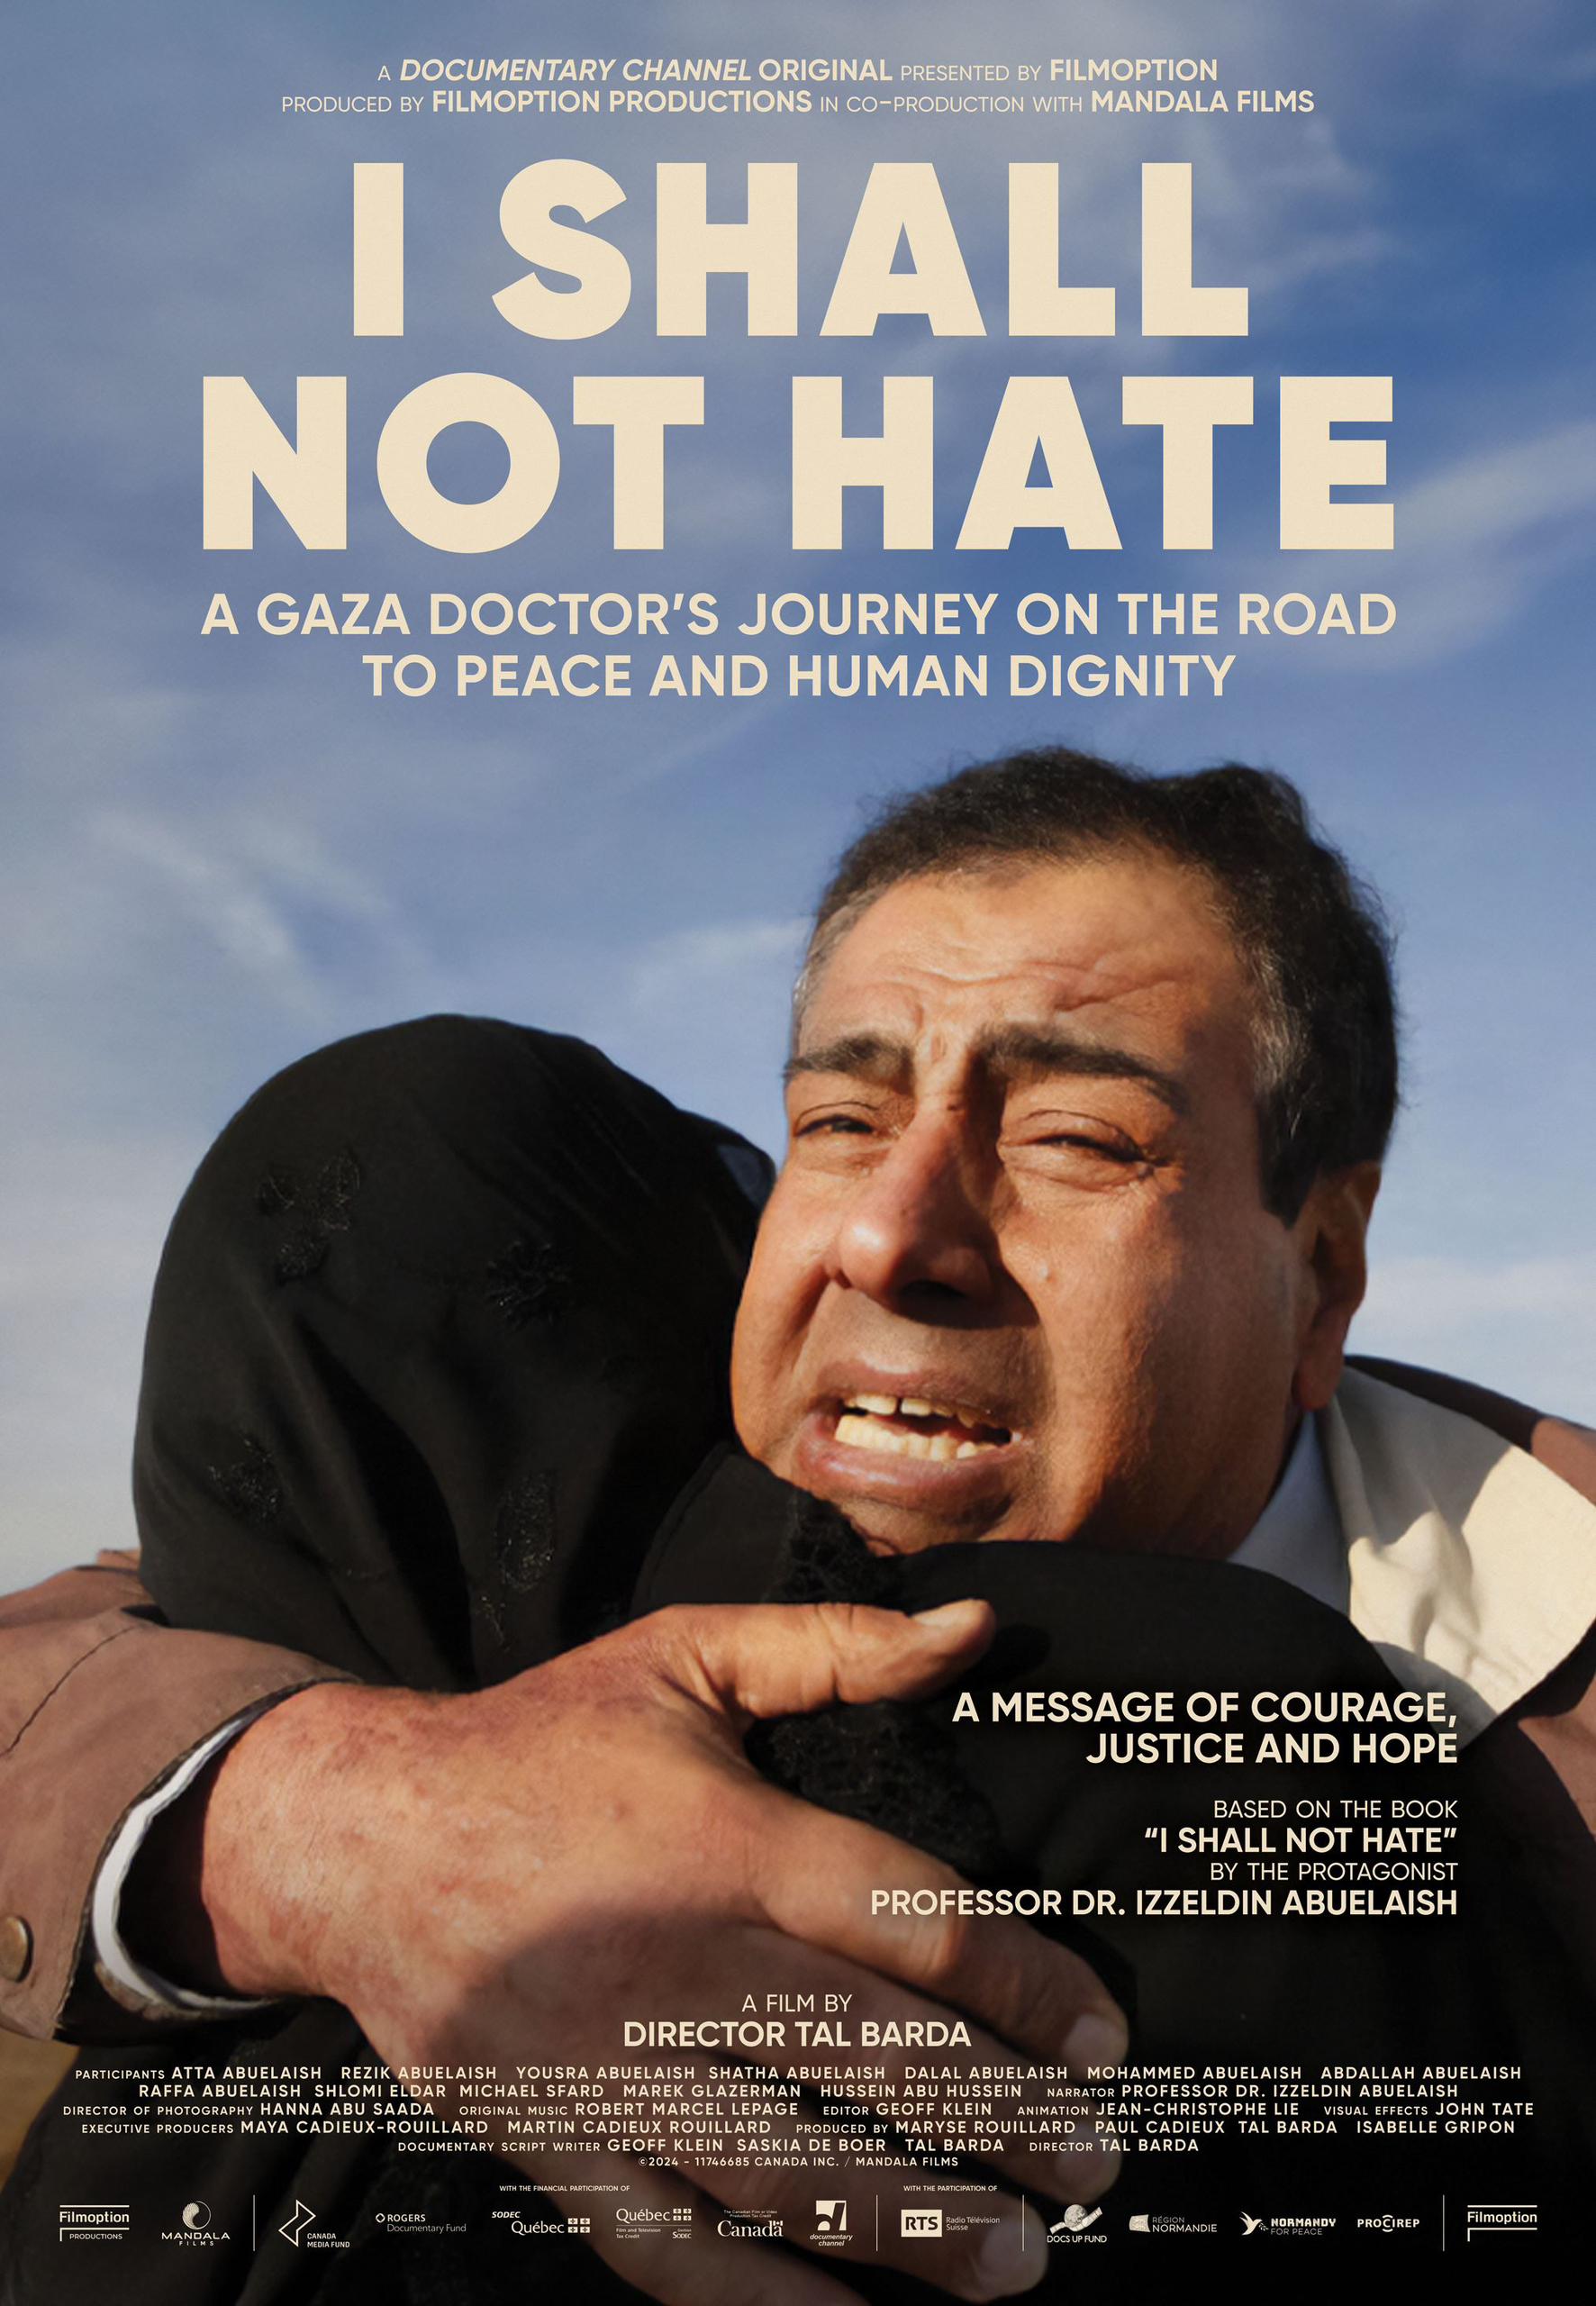 A DOCUMENTARY CHANNEL ORIGINAL PRESENTED BY FILMOPTION
PRODUCED BY FILMOPTION PRODUCTIONS IN CO-PRODUCTION WITH MANDALA FILMS
I SHALL
NOT HATE
A GAZA DOCTOR'S JOURNEY ON THE ROAD
TO PEACE AND HUMAN DIGNITY
A MESSAGE OF COURAGE,
JUSTICE AND HOPE
BASED ON THE BOOK
“I SHALL NOT HATE”
BY THE PROTAGONIST
PROFESSOR DR. IZZELDIN ABUELAISH
A FILM BY
DIRECTOR TAL BARDA
PARTICIPANTS ATTA ABUELAISH REZIK ABUELAISH YOUSRA ABUELAISH SHATHA ABUELAISH DALAL ABUELAISH MOHAMMED ABUELAISH ABDALLAH ABUELAISH
RAFFA ABUELAISH SHLOMI ELDAR MICHAEL SFARD MAREK GLAZERMAN HUSSEIN ABU HUSSEIN NARRATOR PROFESSOR DR. IZZELDIN ABUELAISH
DIRECTOR OF PHOTOGRAPHY HANNA ABU SAADA ORIGINAL MUSIC ROBERT MARCEL LEPAGE EDITOR GEOFF KLEIN ANIMATION JEAN-CHRISTOPHE LIE VISUAL EFFECTS JOHN TATE
EXECUTIVE PRODUCERS MAYA CADIEUX-ROUILLARD MARTIN CADIEUX ROUILLARD PRODUCED BY MARYSE ROUILLARD PAUL CADIEUX TAL BARDA ISABELLE GRIPON
DOCUMENTARY SCRIPT WRITER GEOFF KLEIN SASKIA DE BOER TAL BARDA DIRECTOR TAL BARDA
©2024 - 11746685 CANADA INC. / MANDALA FILMS
WITH THE FINANCIAL PARTICIPATION OF
WITH THE PARTICIPATION OF
Filmoption
PRODUCTIONS
MANDALA
FILMS
CANADA
MEDIA FUND
ROGERS
Documentary Fund
SODEC
Québec
Québec
Film and Television
Tax Credit
SODEC
Canada
documentary
channel
RTS Radio Télévision
Suisse
DOCS UP FUND
RÉGION
NORMANDIE
NORMANDY
FOR PEACE
PROCIREP
Filmoption